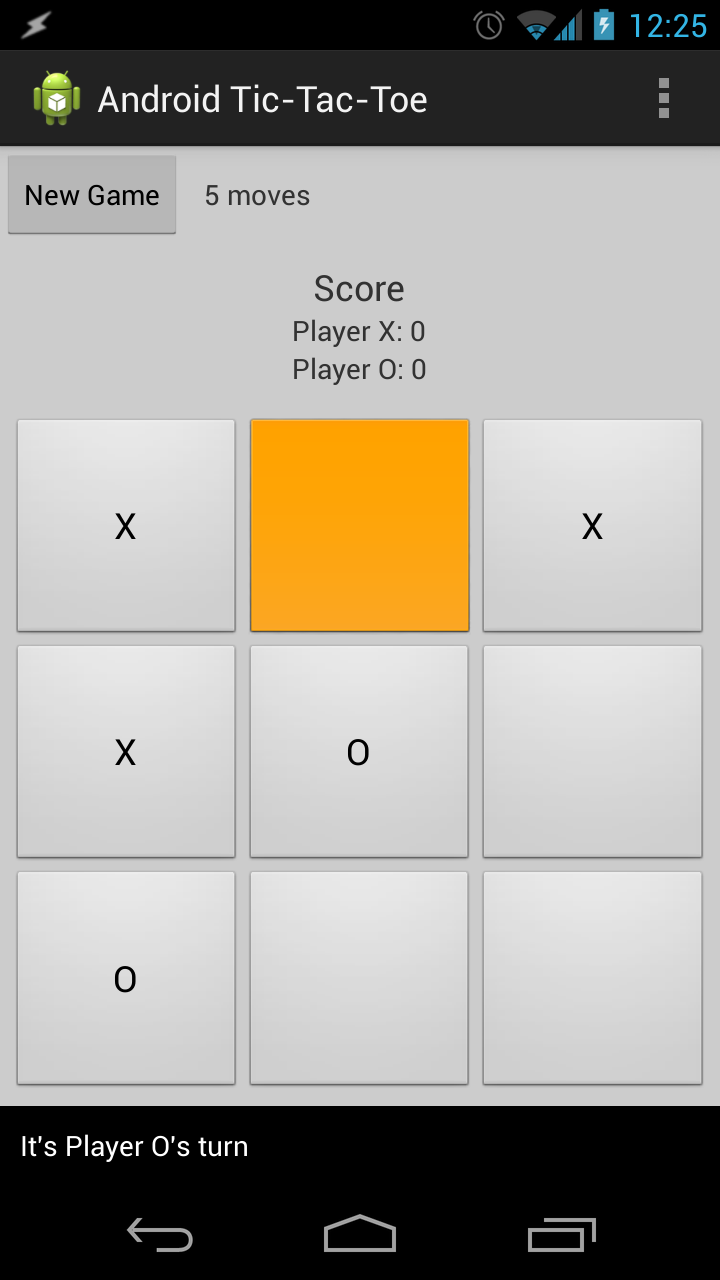 12:25
Android Tic-Tac-Toe
New Game 5 moves
Score
Player X: 0
Player O: 0
X X
X O
O
It's Player O's turn